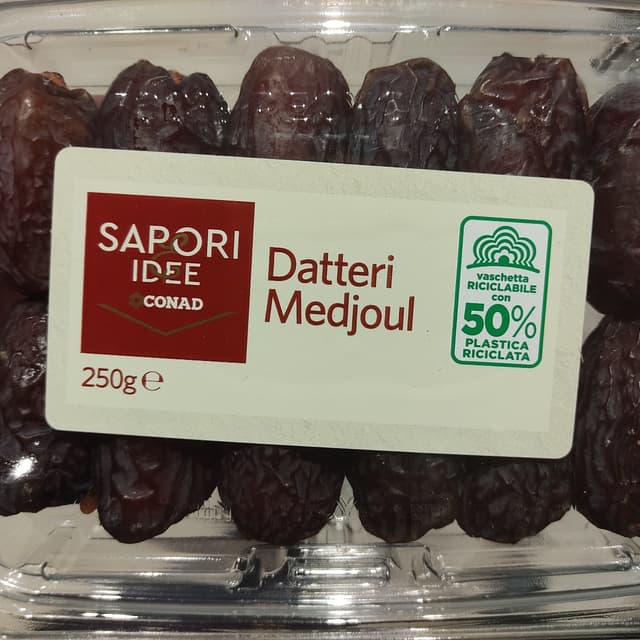 SAPORI
&
IDEE
CONAD
Datteri
Medjoul
250g ℮
vaschetta
RICICLABILE
con
50%
PLASTICA
RICICLATA